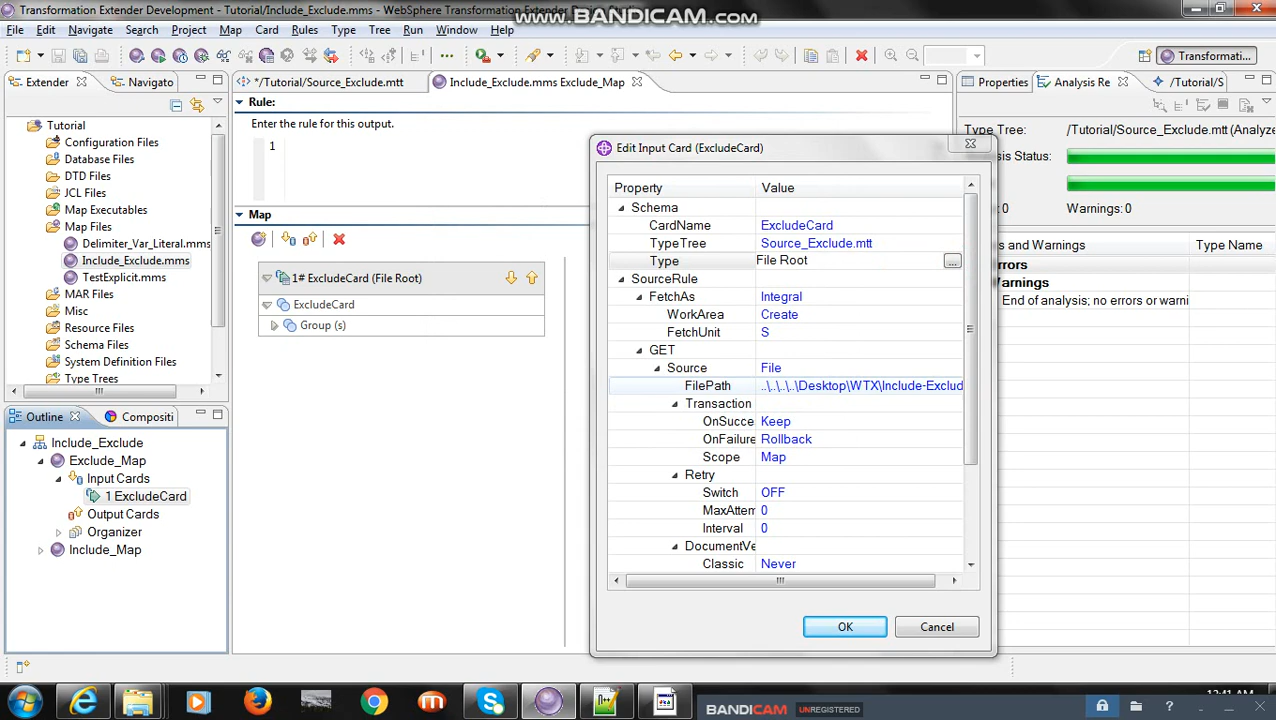 Transformation Extender Development - Tutorial/Include_Exclude.mms - WebSphere Transformation Extender
www.BANDICAM.com
File Edit Navigate Search Project Map Card Rules Type Tree Run Window Help
Transformati...
Extender
Navigato
*/Tutorial/Source_Exclude.mtt
Include_Exclude.mms Exclude_Map
Properties
Analysis Re
/Tutorial/S
Tutorial
Configuration Files
Database Files
DTD Files
JCL Files
Map Executables
Map Files
Delimiter_Var_Literal.mms
Include_Exclude.mms
TestExplicit.mms
MAR Files
Misc
Resource Files
Schema Files
System Definition Files
Type Trees
Outline
Compositi
Include_Exclude
Exclude_Map
Input Cards
1 ExcludeCard
Output Cards
Organizer
Include_Map
Rule:
Enter the rule for this output.
1
Map
1 ExcludeCard (File Root)
ExcludeCard
Group (s)
Edit Input Card (ExcludeCard)
Property Value
Schema
CardName ExcludeCard
TypeTree Source_Exclude.mtt
Type File Root ...
SourceRule
FetchAs Integral
WorkArea Create
FetchUnit S
GET
Source File
FilePath ..\..\..\..\Desktop\WTX\Include-Exclud
Transaction
OnSucce Keep
OnFailure Rollback
Scope Map
Retry
Switch OFF
MaxAttem 0
Interval 0
DocumentVe
Classic Never
OK Cancel
Type Tree: /Tutorial/Source_Exclude.mtt (Analyze
Analysis Status:
: 0 Warnings: 0
s and Warnings Type Name
rrors
arnings
End of analysis; no errors or warni
BANDICAM UNREGISTERED